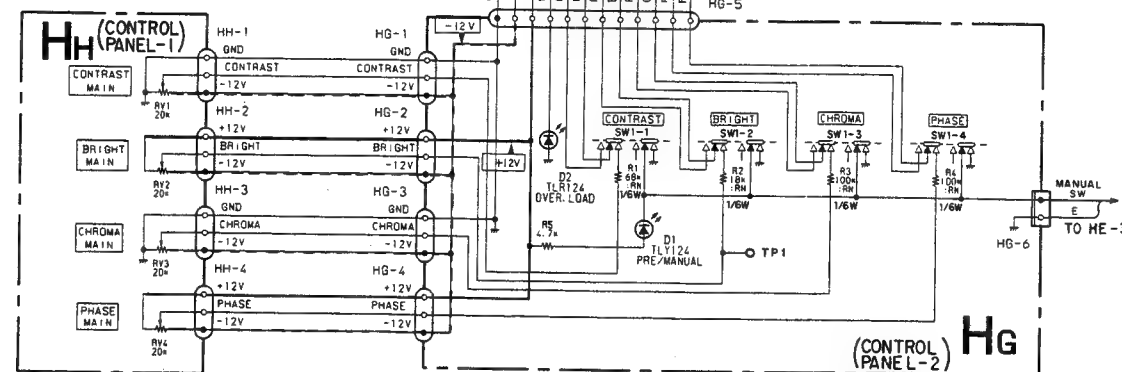 HG-5
HH (CONTROL PANEL-1)
HH-1
HG-1
-12V
GND
GND
CONTRAST
CONTRAST
-12V
-12V
CONTRAST MAIN
RV1
20K
HH-2
HG-2
+12V
+12V
BRIGHT
BRIGHT
-12V
-12V
+12V
BRIGHT MAIN
RV2
20K
HH-3
HG-3
GND
GND
CHROMA
CHROMA
-12V
-12V
CHROMA MAIN
RV3
20K
HH-4
HG-4
+12V
+12V
PHASE
PHASE
-12V
-12V
PHASE MAIN
RV4
20K
D2
TLR124
OVER LOAD
CONTRAST
SW1-1
BRIGHT
SW1-2
CHROMA
SW1-3
PHASE
SW1-4
R1
68K
:RN
1/6W
R2
18K
:RN
1/6W
R3
100K
:RN
1/6W
R4
100K
:RN
1/6W
R5
4.7K
D1
TLY124
PRE/MANUAL
TP1
MANUAL
SW
E
TO HE-3
HG-6
(CONTROL PANEL-2) HG